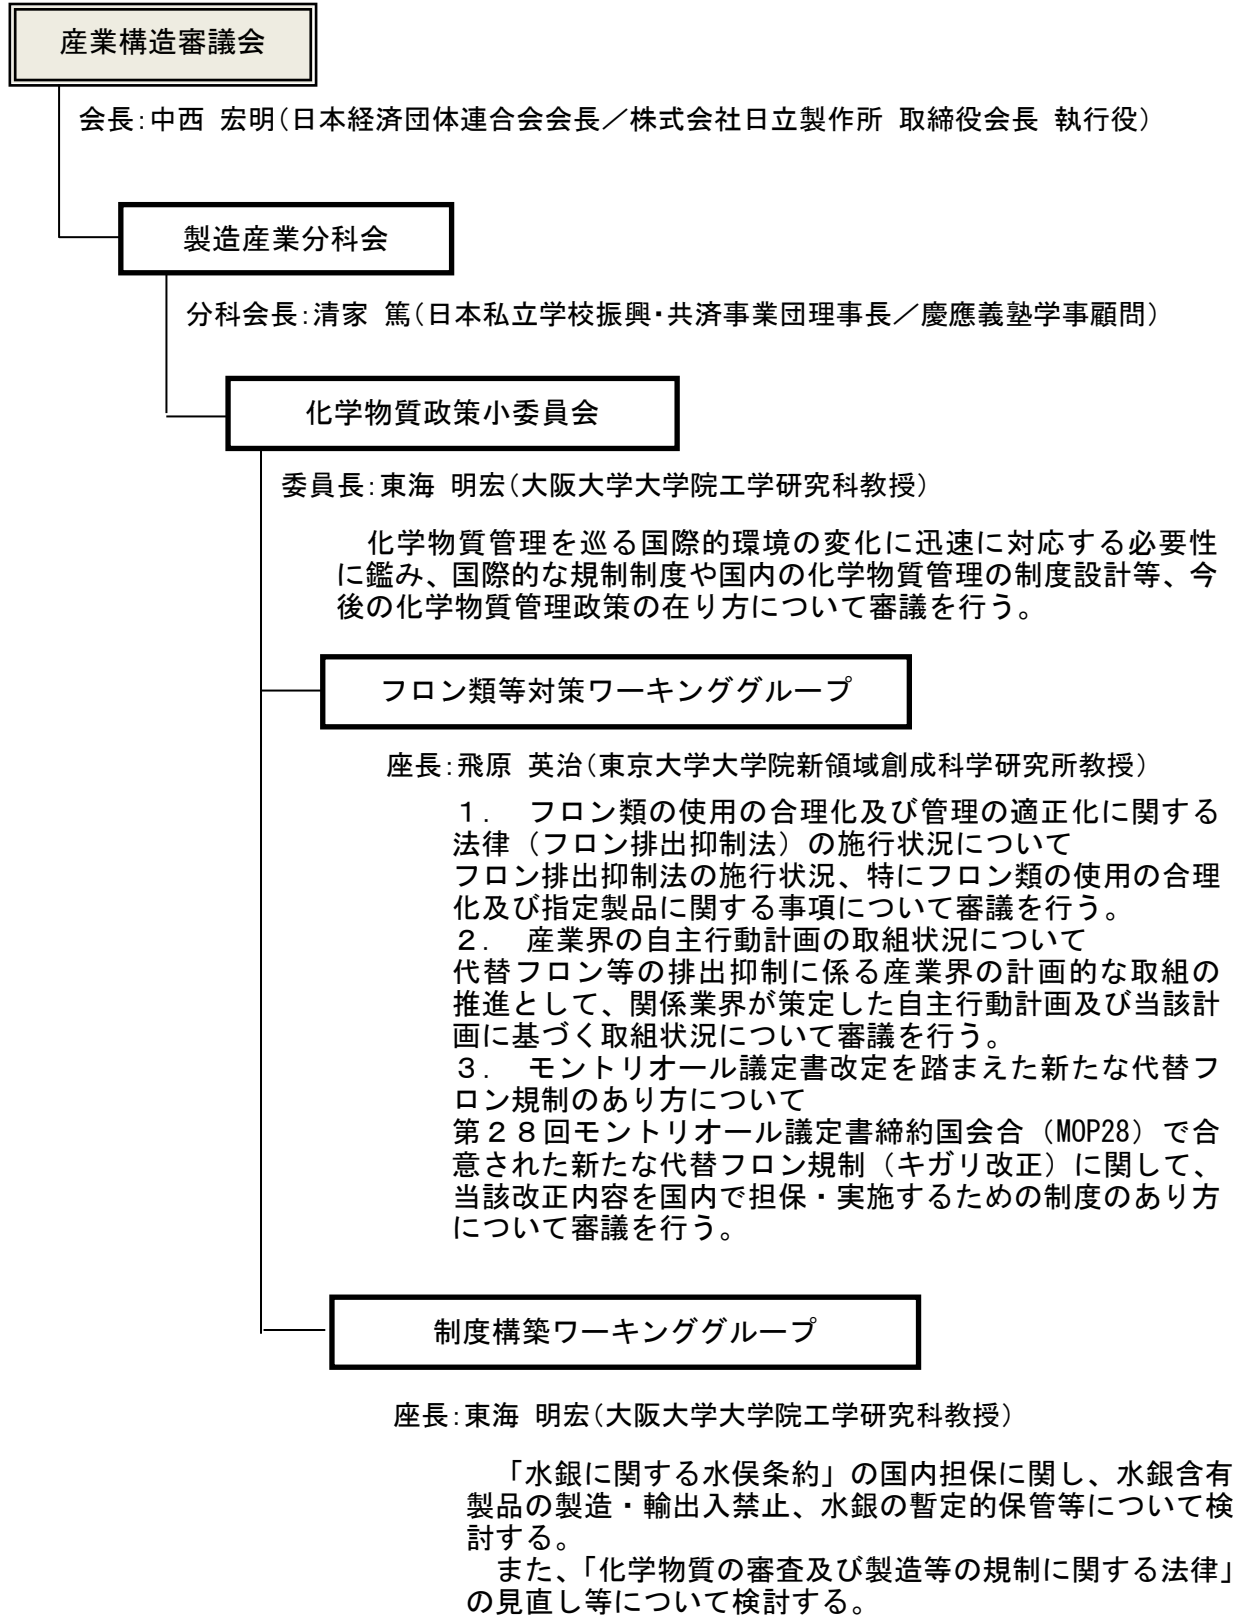 産業構造審議会
会長:中西 宏明(日本経済団体連合会会長/株式会社日立製作所 取締役会長 執行役)
製造産業分科会
分科会長:清家 篤(日本私立学校振興・共済事業団理事長/慶應義塾学事顧問)
化学物質政策小委員会
委員長:東海 明宏(大阪大学大学院工学研究科教授)
化学物質管理を巡る国際的環境の変化に迅速に対応する必要性
に鑑み、国際的な規制制度や国内の化学物質管理の制度設計等、今
後の化学物質管理政策の在り方について審議を行う。
フロン類等対策ワーキンググループ
座長:飛原 英治(東京大学大学院新領域創成科学研究所教授)
1. フロン類の使用の合理化及び管理の適正化に関する
法律(フロン排出抑制法)の施行状況について
フロン排出抑制法の施行状況、特にフロン類の使用の合理
化及び指定製品に関する事項について審議を行う。
2. 産業界の自主行動計画の取組状況について
代替フロン等の排出抑制に係る産業界の計画的な取組の
推進として、関係業界が策定した自主行動計画及び当該計
画に基づく取組状況について審議を行う。
3. モントリオール議定書改定を踏まえた新たな代替フ
ロン規制のあり方について
第28回モントリオール議定書締約国会合(MOP28)で合
意された新たな代替フロン規制(キガリ改正)に関して、
当該改正内容を国内で担保・実施するための制度のあり方
について審議を行う。
制度構築ワーキンググループ
座長:東海 明宏(大阪大学大学院工学研究科教授)
「水銀に関する水俣条約」の国内担保に関し、水銀含有
製品の製造・輸出入禁止、水銀の暫定的保管等について検
討する。
また、「化学物質の審査及び製造等の規制に関する法律」
の見直し等について検討する。